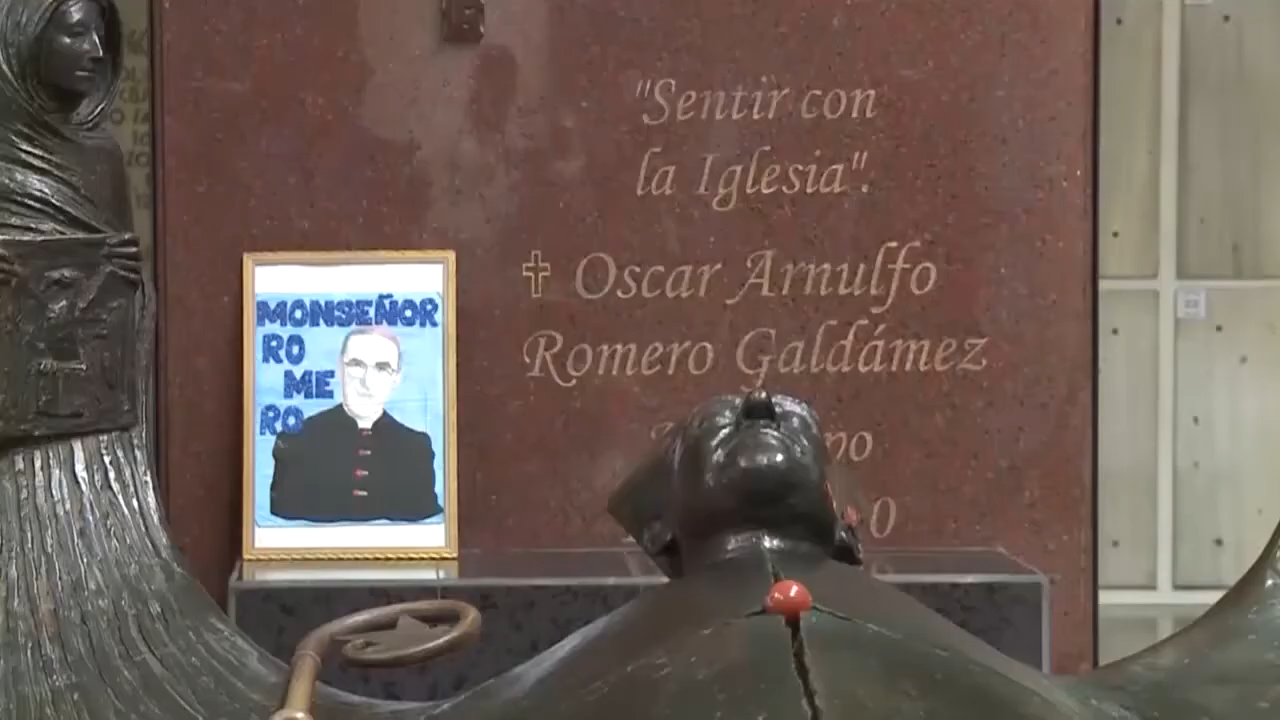 "Sentir con
la Iglesia".
Oscar Arnulfo
Romero Galdámez
MONSEÑOR
RO
ME
RO